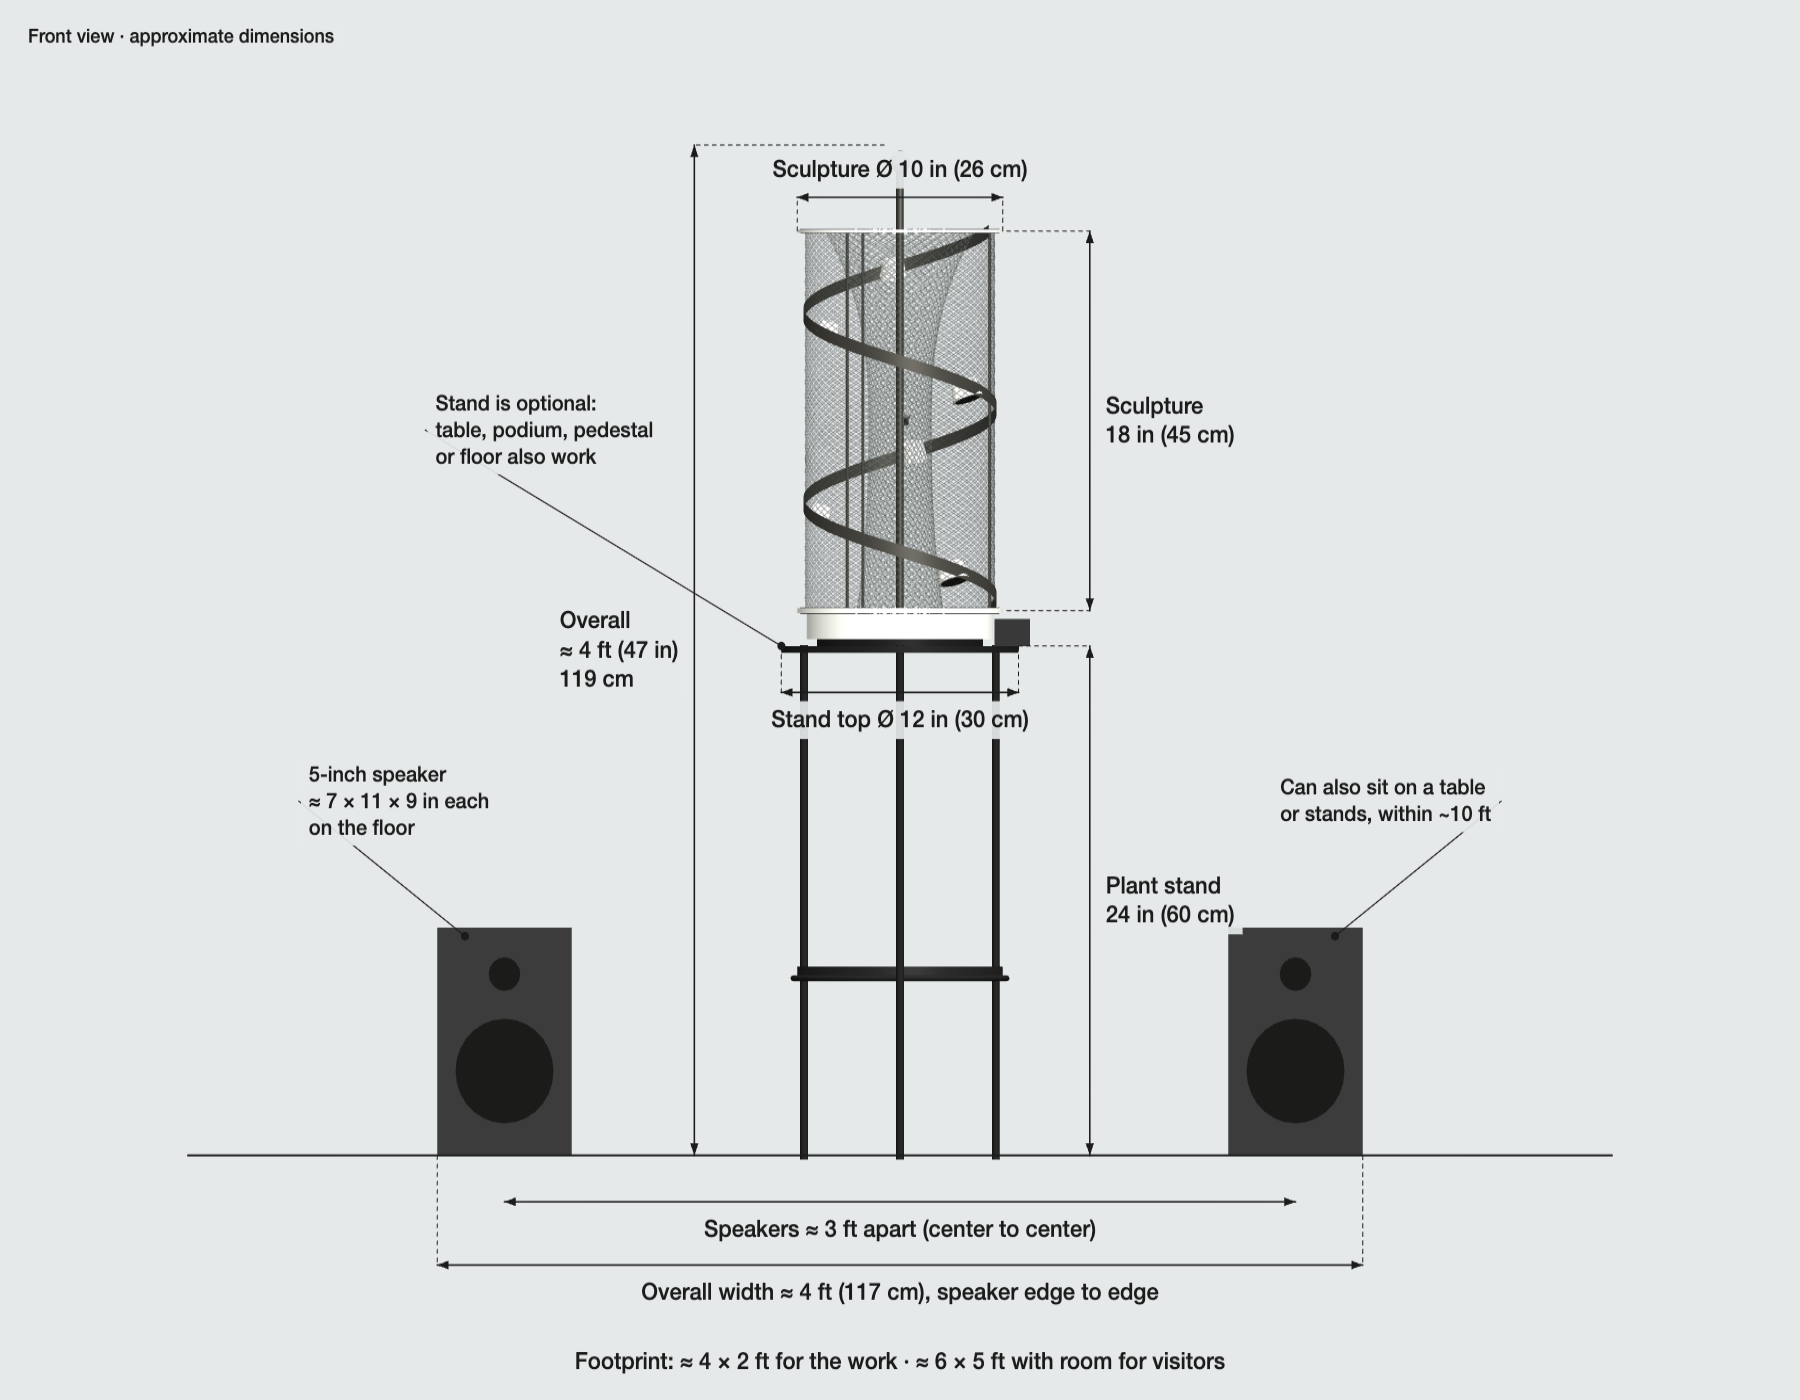 Front view · approximate dimensions
Sculpture Ø 10 in (26 cm)
Stand is optional:
table, podium, pedestal
or floor also work
Sculpture
18 in (45 cm)
Overall
≈ 4 ft (47 in)
119 cm
Stand top Ø 12 in (30 cm)
5-inch speaker
≈ 7 × 11 × 9 in each
on the floor
Can also sit on a table
or stands, within ~10 ft
Plant stand
24 in (60 cm)
Speakers ≈ 3 ft apart (center to center)
Overall width ≈ 4 ft (117 cm), speaker edge to edge
Footprint: ≈ 4 × 2 ft for the work · ≈ 6 × 5 ft with room for visitors